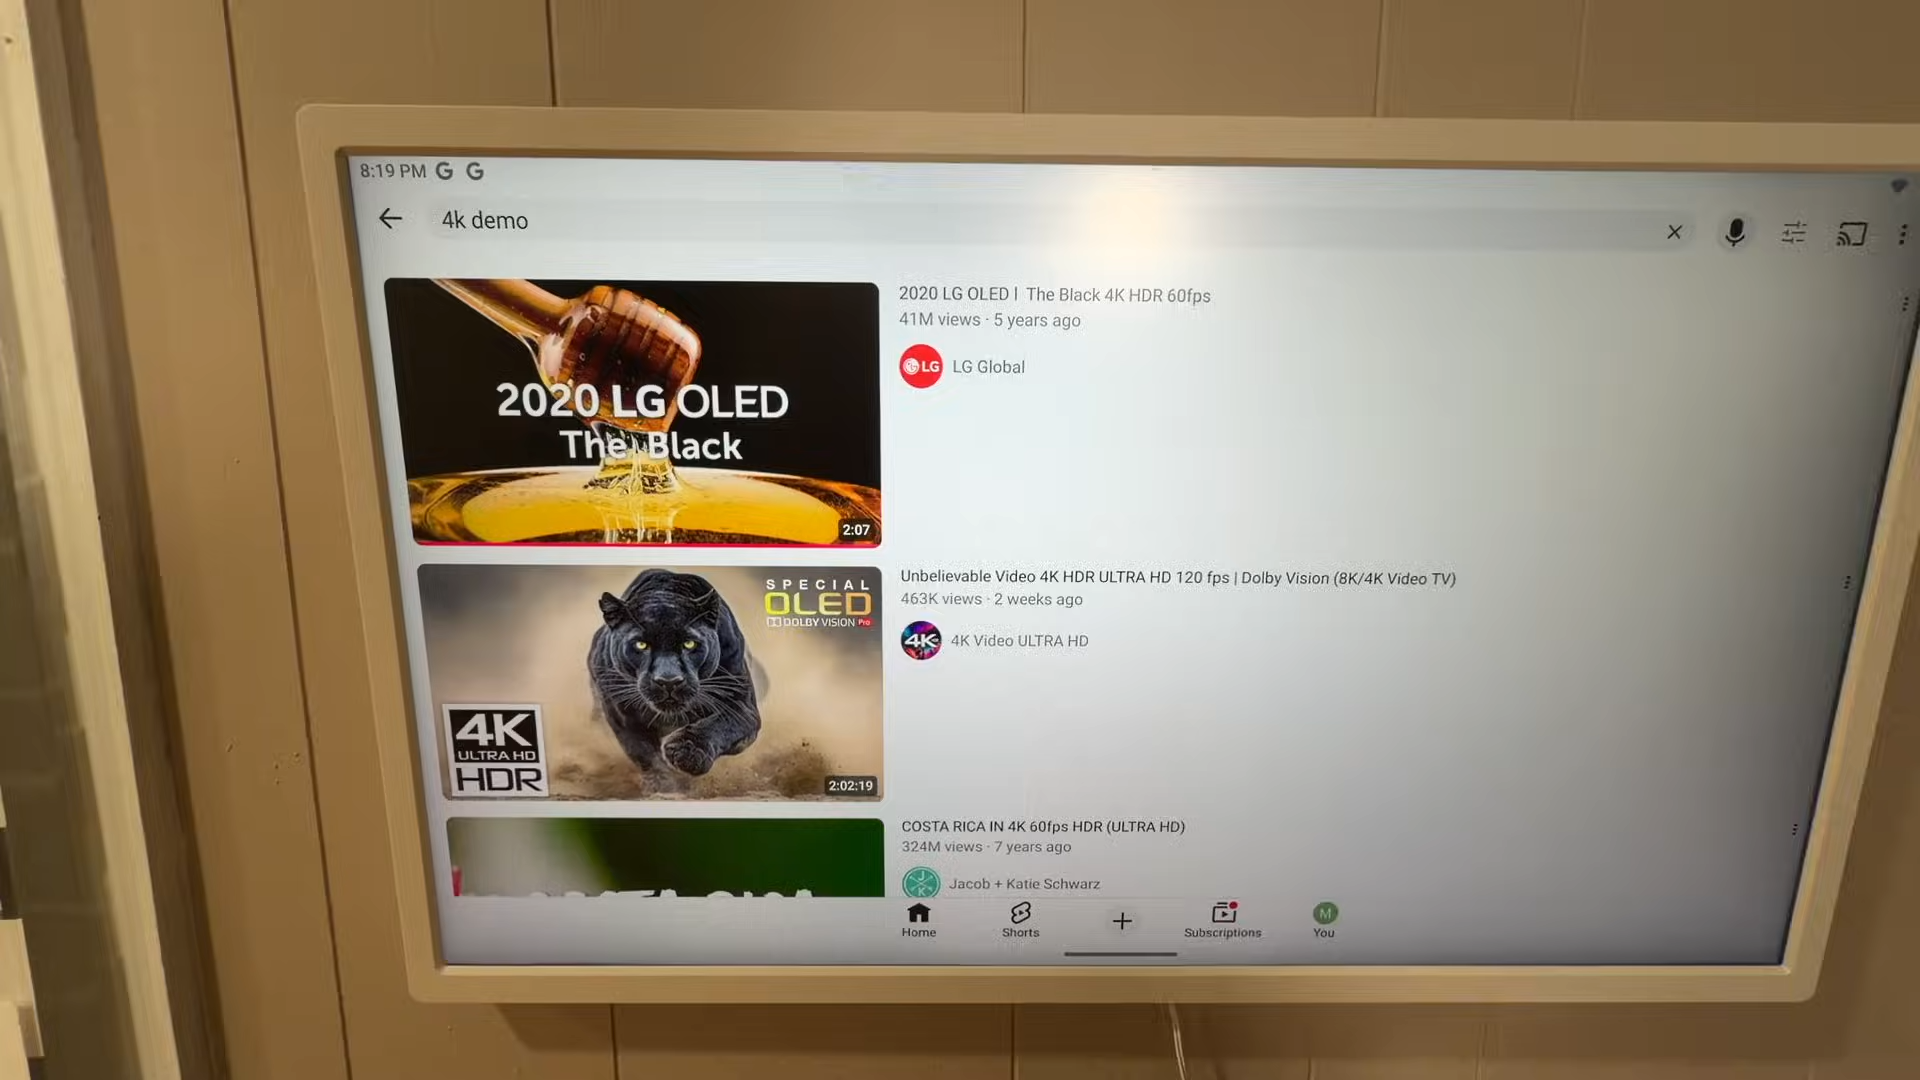 8:19 PM G G
4k demo
2020 LG OLED
The Black
2:07
2020 LG OLED l The Black 4K HDR 60fps
41M views · 5 years ago
LG
LG Global
SPECIAL
OLED
DOLBY VISION Pro
4K
ULTRA HD
HDR
2:02:19
Unbelievable Video 4K HDR ULTRA HD 120 fps | Dolby Vision (8K/4K Video TV)
463K views · 2 weeks ago
4K
4K Video ULTRA HD
COSTA RICA IN 4K 60fps HDR (ULTRA HD)
324M views · 7 years ago
J K
Jacob + Katie Schwarz
Home
Shorts
Subscriptions
M
You